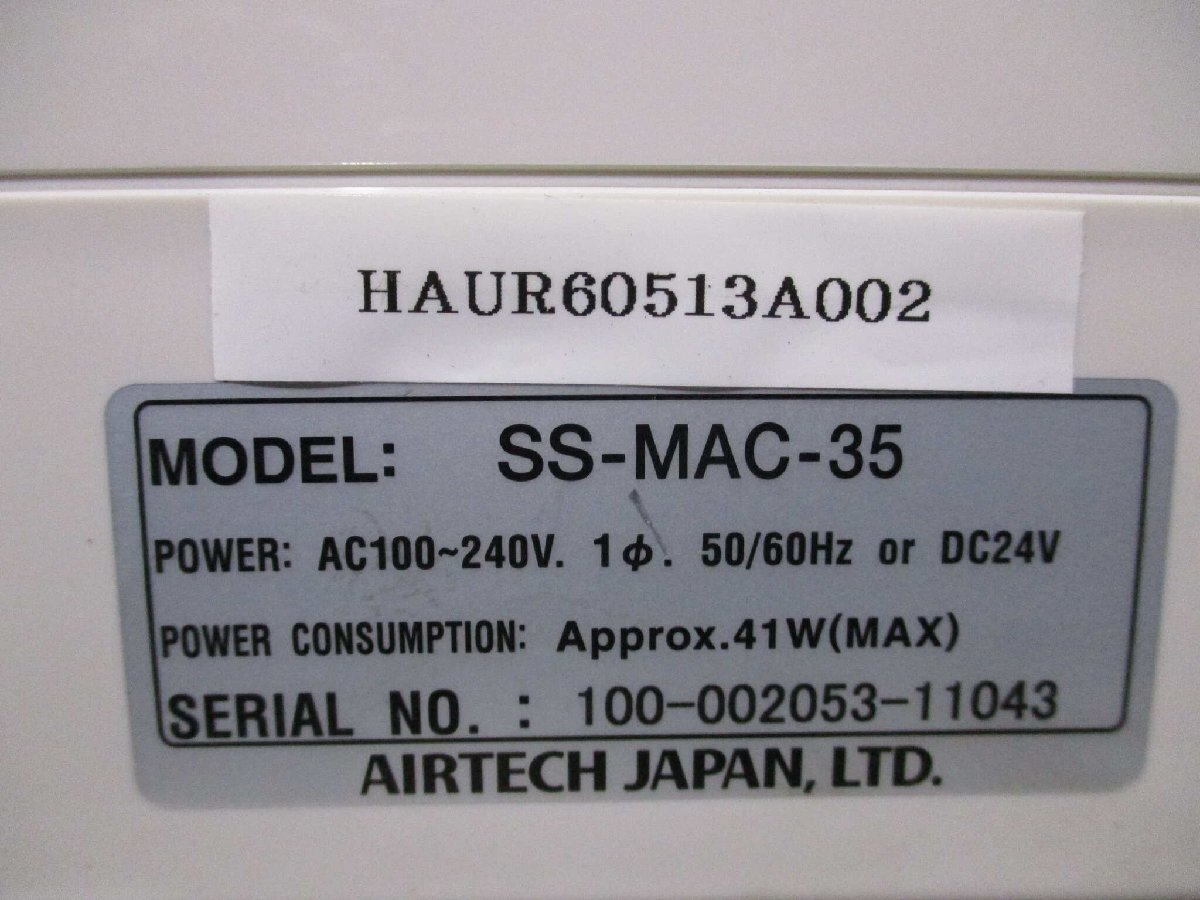 HAUR60513A002
MODEL: SS-MAC-35
POWER: AC100~240V. 1φ. 50/60Hz or DC24V
POWER CONSUMPTION: Approx.41W(MAX)
SERIAL NO. : 100-002053-11043
AIRTECH JAPAN, LTD.